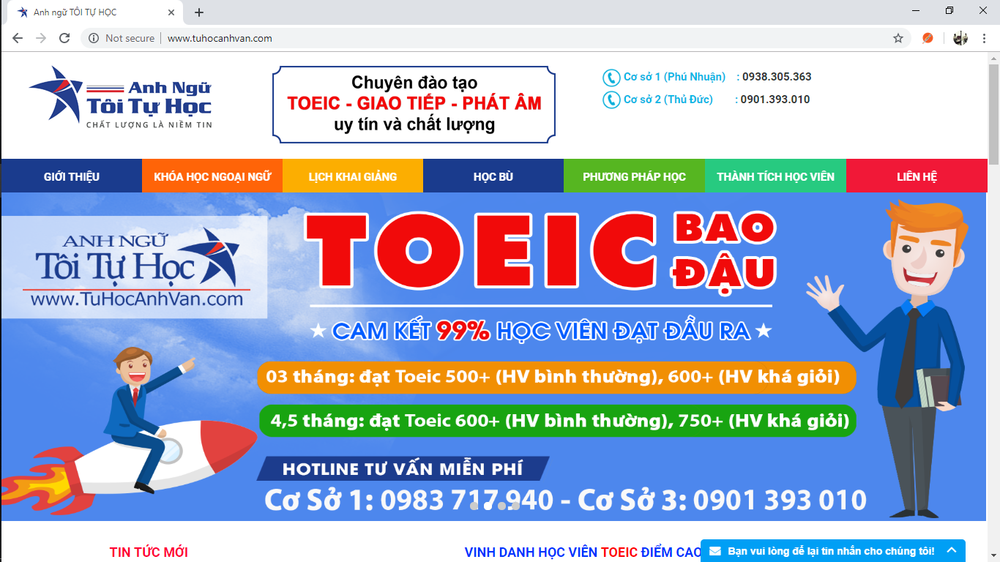 Anh ngữ TÔI TỰ HỌC
Not secure
www.tuhocanhvan.com
Anh Ngữ
Tôi Tự Học
CHẤT LƯỢNG LÀ NIỀM TIN
Chuyên đào tạo
TOEIC - GIAO TIẾP - PHÁT ÂM
uy tín và chất lượng
Cơ sở 1 (Phú Nhuận) : 0938.305.363
Cơ sở 2 (Thủ Đức) : 0901.393.010
GIỚI THIỆU KHÓA HỌC NGOẠI NGỮ LỊCH KHAI GIẢNG HỌC BÙ PHƯƠNG PHÁP HỌC THÀNH TÍCH HỌC VIÊN LIÊN HỆ
ANH NGỮ
Tôi Tự Học
www.TuHocAnhVan.com
TOEIC BAO
ĐẬU
CAM KẾT 99% HỌC VIÊN ĐẠT ĐẦU RA
03 tháng: đạt Toeic 500+ (HV bình thường), 600+ (HV khá giỏi)
4,5 tháng: đạt Toeic 600+ (HV bình thường), 750+ (HV khá giỏi)
HOTLINE TƯ VẤN MIỄN PHÍ
Cơ Sở 1: 0983 717 940 - Cơ Sở 3: 0901 393 010
TIN TỨC MỚI
VINH DANH HỌC VIÊN TOEIC ĐIỂM CAO
Bạn vui lòng để lại tin nhắn cho chúng tôi!